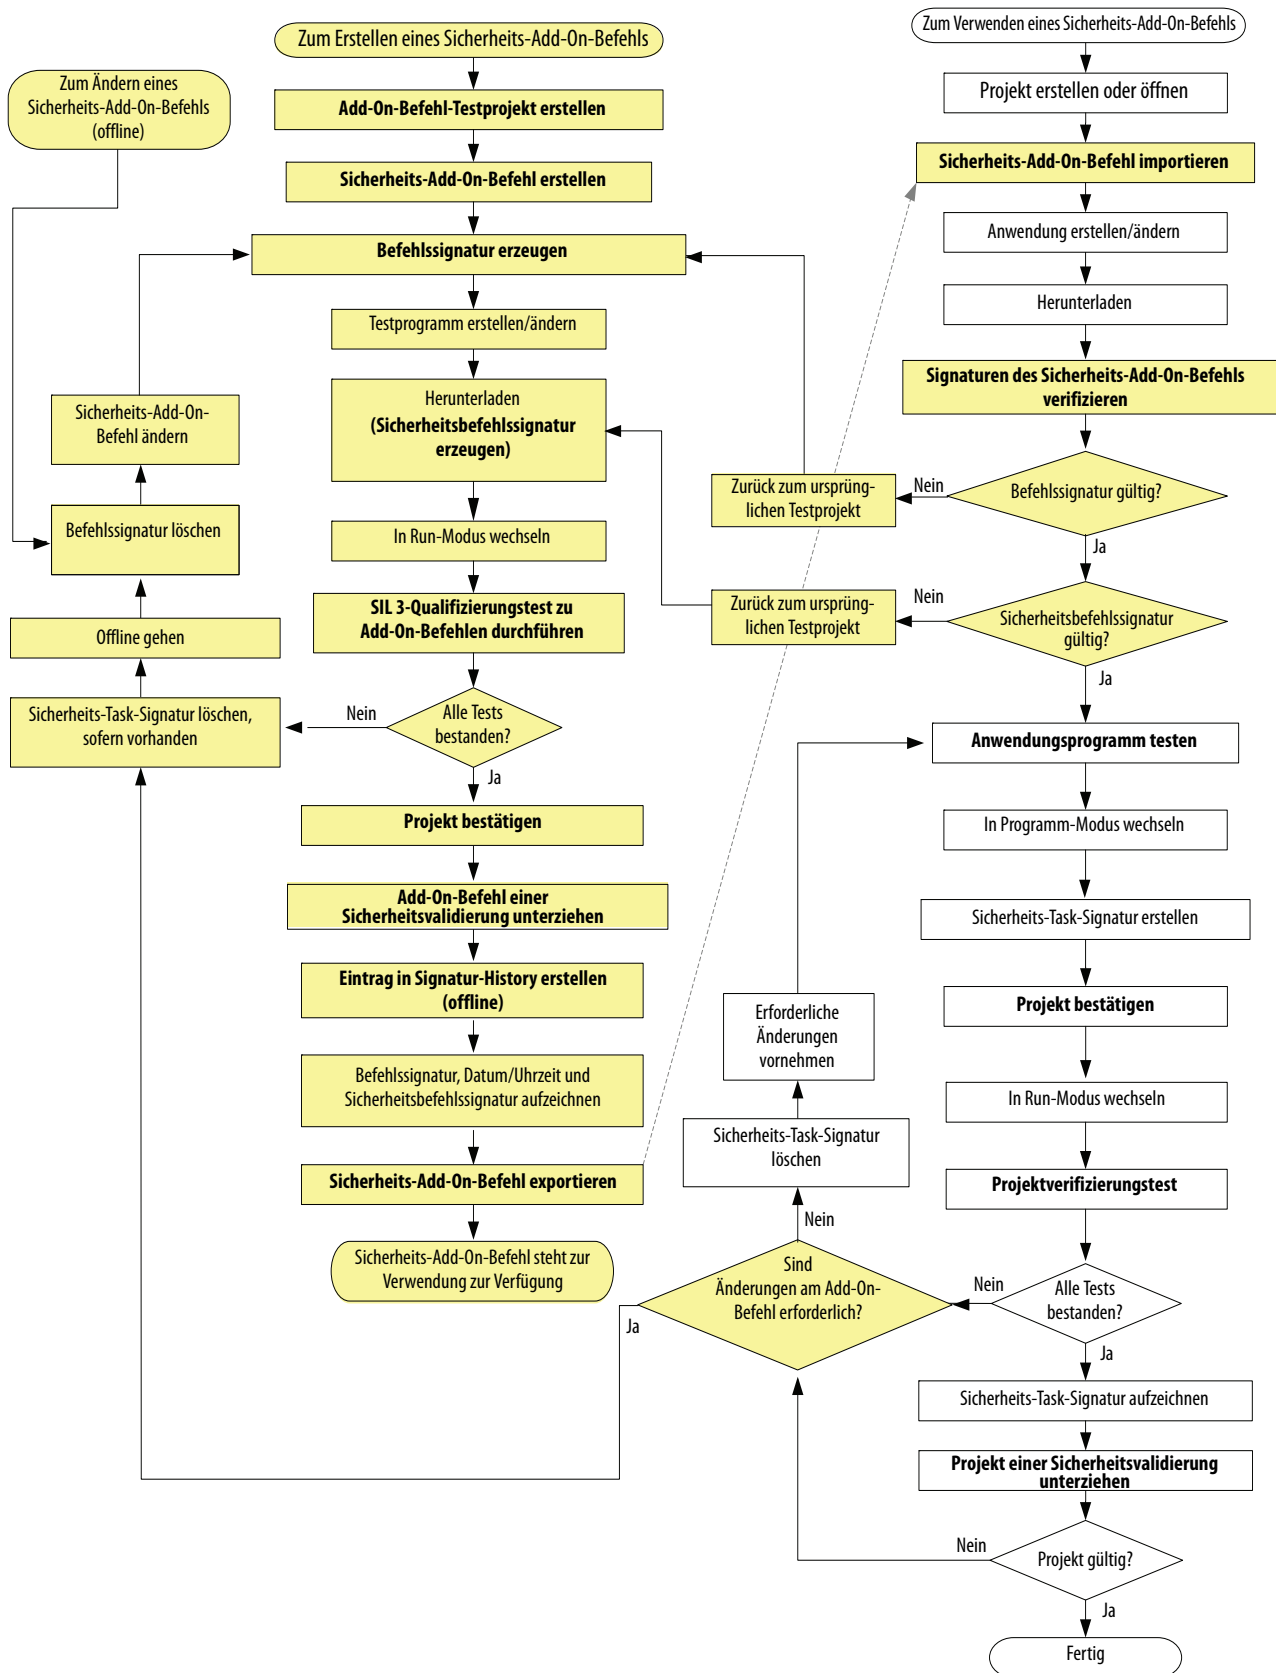 Zum Ändern eines
Sicherheits-Add-On-Befehls
(offline)
Sicherheits-Add-On-
Befehl ändern
Befehlssignatur löschen
Offline gehen
Sicherheits-Task-Signatur löschen,
sofern vorhanden
Zum Erstellen eines Sicherheits-Add-On-Befehls
Add-On-Befehl-Testprojekt erstellen
Sicherheits-Add-On-Befehl erstellen
Befehlssignatur erzeugen
Testprogramm erstellen/ändern
Herunterladen
(Sicherheitsbefehlssignatur
erzeugen)
In Run-Modus wechseln
SIL 3-Qualifizierungstest zu
Add-On-Befehlen durchführen
Nein
Alle Tests
bestanden?
Ja
Projekt bestätigen
Add-On-Befehl einer
Sicherheitsvalidierung unterziehen
Eintrag in Signatur-History erstellen
(offline)
Befehlssignatur, Datum/Uhrzeit und
Sicherheitsbefehlssignatur aufzeichnen
Sicherheits-Add-On-Befehl exportieren
Sicherheits-Add-On-Befehl steht zur
Verwendung zur Verfügung
Zum Verwenden eines Sicherheits-Add-On-Befehls
Projekt erstellen oder öffnen
Sicherheits-Add-On-Befehl importieren
Anwendung erstellen/ändern
Herunterladen
Signaturen des Sicherheits-Add-On-Befehls
verifizieren
Befehlssignatur gültig?
Nein
Zurück zum ursprüng-
lichen Testprojekt
Ja
Sicherheitsbefehlssignatur
gültig?
Nein
Zurück zum ursprüng-
lichen Testprojekt
Ja
Anwendungsprogramm testen
In Programm-Modus wechseln
Sicherheits-Task-Signatur erstellen
Projekt bestätigen
In Run-Modus wechseln
Projektverifizierungstest
Alle Tests
bestanden?
Nein
Sind
Änderungen am Add-On-
Befehl erforderlich?
Ja
Nein
Sicherheits-Task-Signatur
löschen
Erforderliche
Änderungen
vornehmen
Ja
Sicherheits-Task-Signatur aufzeichnen
Projekt einer Sicherheitsvalidierung
unterziehen
Nein
Projekt gültig?
Ja
Fertig